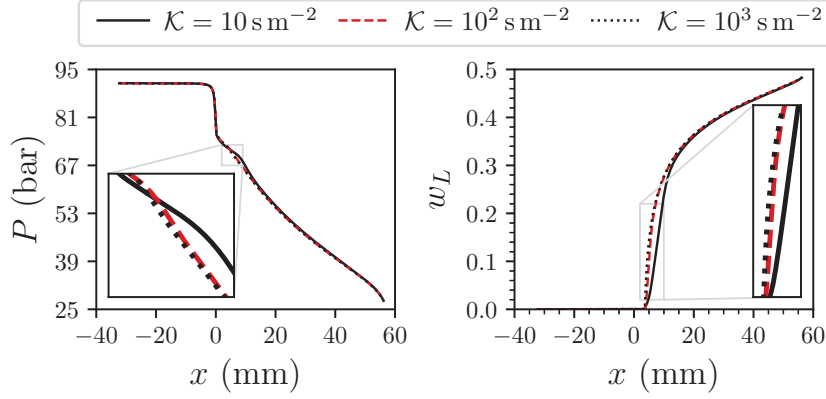 K = 10 s m−2 K = 10² s m−2 K = 10³ s m−2
95
81
67
53
39
25
P (bar)
−40 −20 0 20 40 60
x (mm)
0.5
0.4
0.3
0.2
0.1
0.0
w_L
−40 −20 0 20 40 60
x (mm)